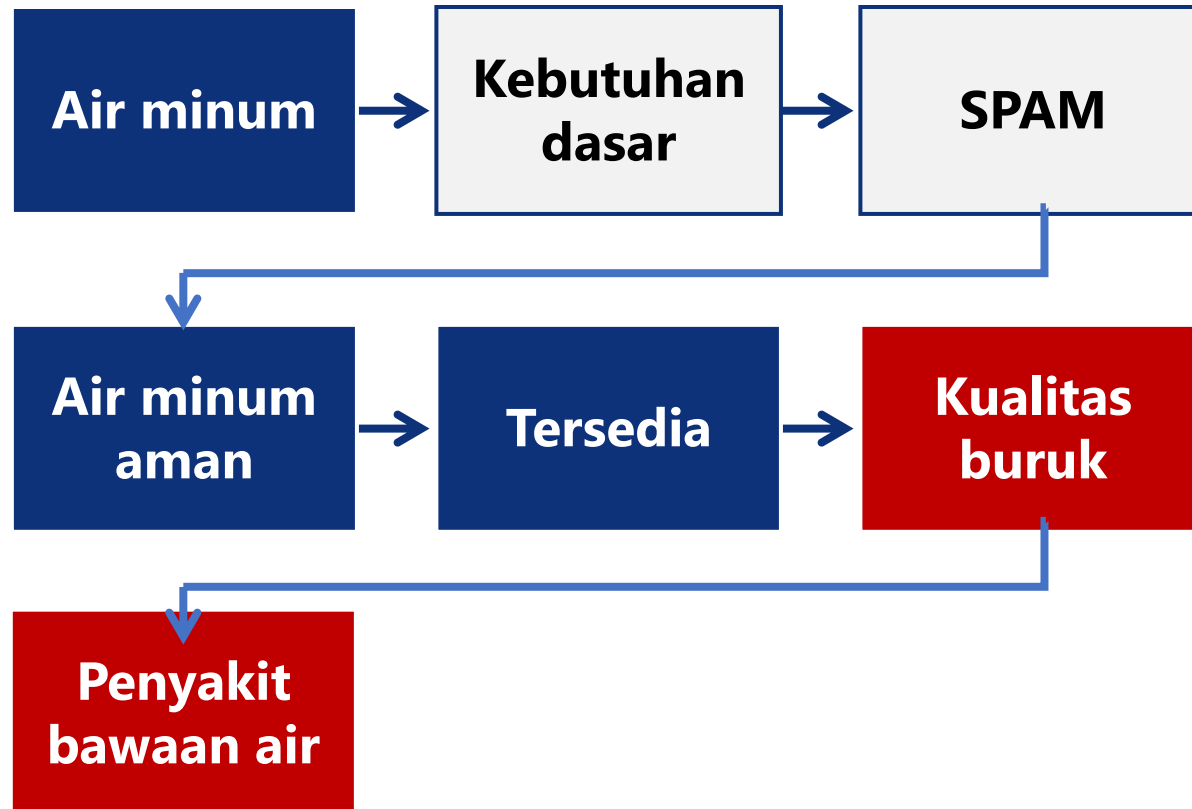 Air minum
Kebutuhan
dasar
SPAM
Air minum
aman
Tersedia
Kualitas
buruk
Penyakit
bawaan air